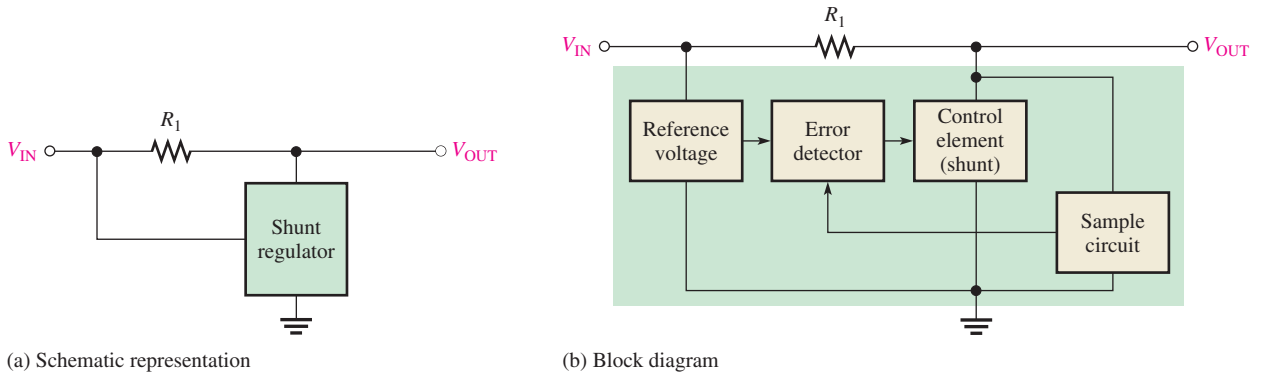 R1
VIN
VOUT
Shunt
regulator
(a) Schematic representation
R1
VIN
VOUT
Reference
voltage
Error
detector
Control
element
(shunt)
Sample
circuit
(b) Block diagram